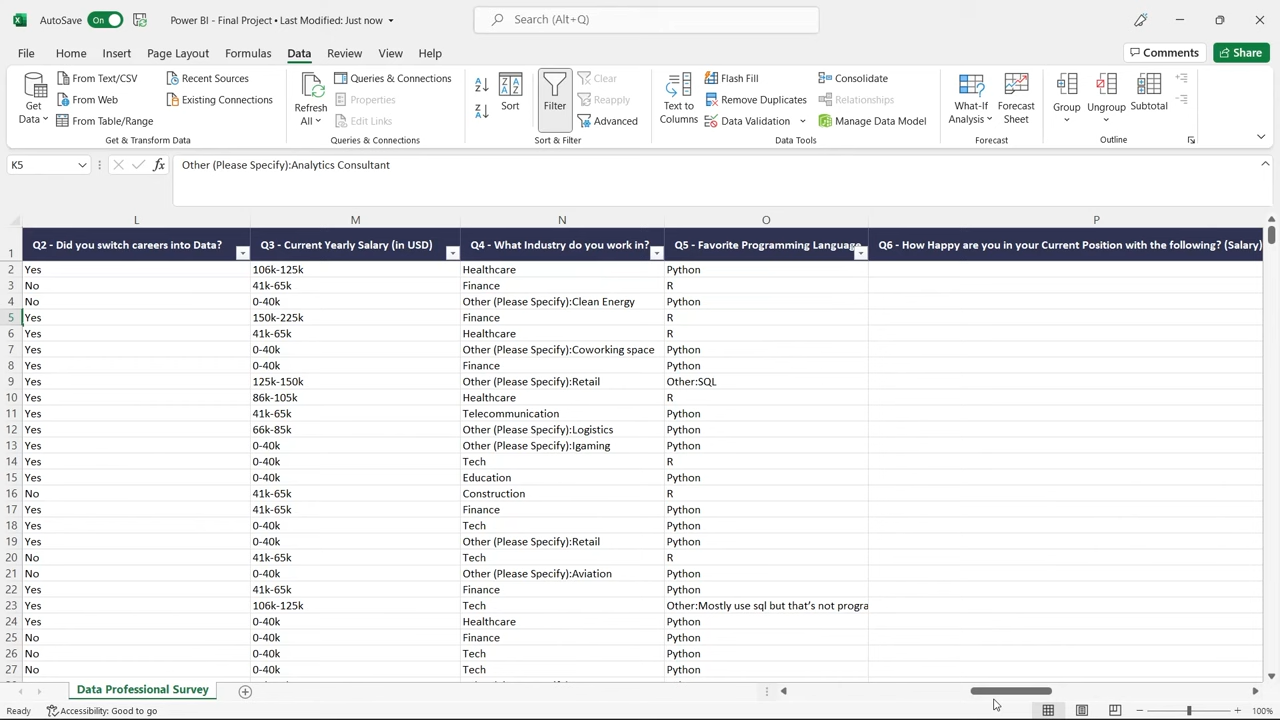 AutoSave On Power BI - Final Project • Last Modified: Just now Search (Alt+Q)
File Home Insert Page Layout Formulas Data Review View Help Comments Share
Get Data From Text/CSV Recent Sources
From Web Existing Connections
From Table/Range
Get & Transform Data
Refresh All Queries & Connections
Properties
Edit Links
Queries & Connections
Sort Filter Clear
Reapply
Advanced
Sort & Filter
Text to Columns Flash Fill Consolidate
Remove Duplicates Relationships
Data Validation Manage Data Model
Data Tools
What-If Analysis Forecast Sheet
Forecast
Group Ungroup Subtotal
Outline
K5 fx Other (Please Specify):Analytics Consultant
L M N O P
1 Q2 - Did you switch careers into Data? Q3 - Current Yearly Salary (in USD) Q4 - What Industry do you work in? Q5 - Favorite Programming Language Q6 - How Happy are you in your Current Position with the following? (Salary)
2 Yes 106k-125k Healthcare Python
3 No 41k-65k Finance R
4 No 0-40k Other (Please Specify):Clean Energy Python
5 Yes 150k-225k Finance R
6 Yes 41k-65k Healthcare R
7 Yes 0-40k Other (Please Specify):Coworking space Python
8 Yes 0-40k Finance Python
9 Yes 125k-150k Other (Please Specify):Retail Other:SQL
10 Yes 86k-105k Healthcare R
11 Yes 41k-65k Telecommunication Python
12 Yes 66k-85k Other (Please Specify):Logistics Python
13 Yes 0-40k Other (Please Specify):Igaming Python
14 Yes 0-40k Tech R
15 Yes 0-40k Education Python
16 No 41k-65k Construction R
17 Yes 41k-65k Finance Python
18 Yes 0-40k Tech Python
19 Yes 0-40k Other (Please Specify):Retail Python
20 No 41k-65k Tech R
21 No 0-40k Other (Please Specify):Aviation Python
22 Yes 41k-65k Finance Python
23 Yes 106k-125k Tech Other:Mostly use sql but that's not progra
24 Yes 0-40k Healthcare Python
25 No 0-40k Finance Python
26 No 0-40k Tech Python
27 No 0-40k Tech Python
Data Professional Survey
Ready Accessibility: Good to go 100%